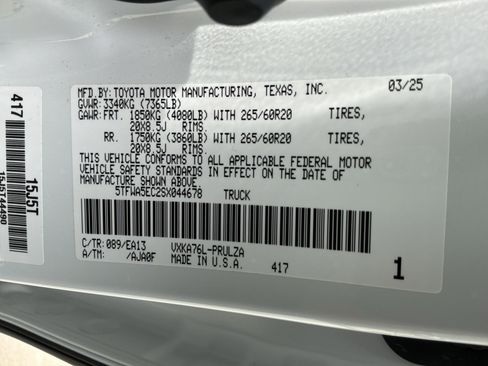 MFD.BY: TOYOTA MOTOR MANUFACTURING, TEXAS, INC. 03/25
GVWR: 3340KG (7365LB)
GAWR: FRT. 1850KG (4080LB) WITH 265/60R20 TIRES,
20X8.5J RIMS.
RR. 1750KG (3860LB) WITH 265/60R20 TIRES,
20X8.5J RIMS.
THIS VEHICLE CONFORMS TO ALL APPLICABLE FEDERAL MOTOR
VEHICLE SAFETY STANDARDS IN EFFECT ON THE DATE OF
MANUFACTURE SHOWN ABOVE.
5TFWA5EC2SX044678 TRUCK
C/TR: 089/EA13 VXKA76L-PRULZA
A/TM: /AJA0F MADE IN U.S.A. 417 1
417
15J5T